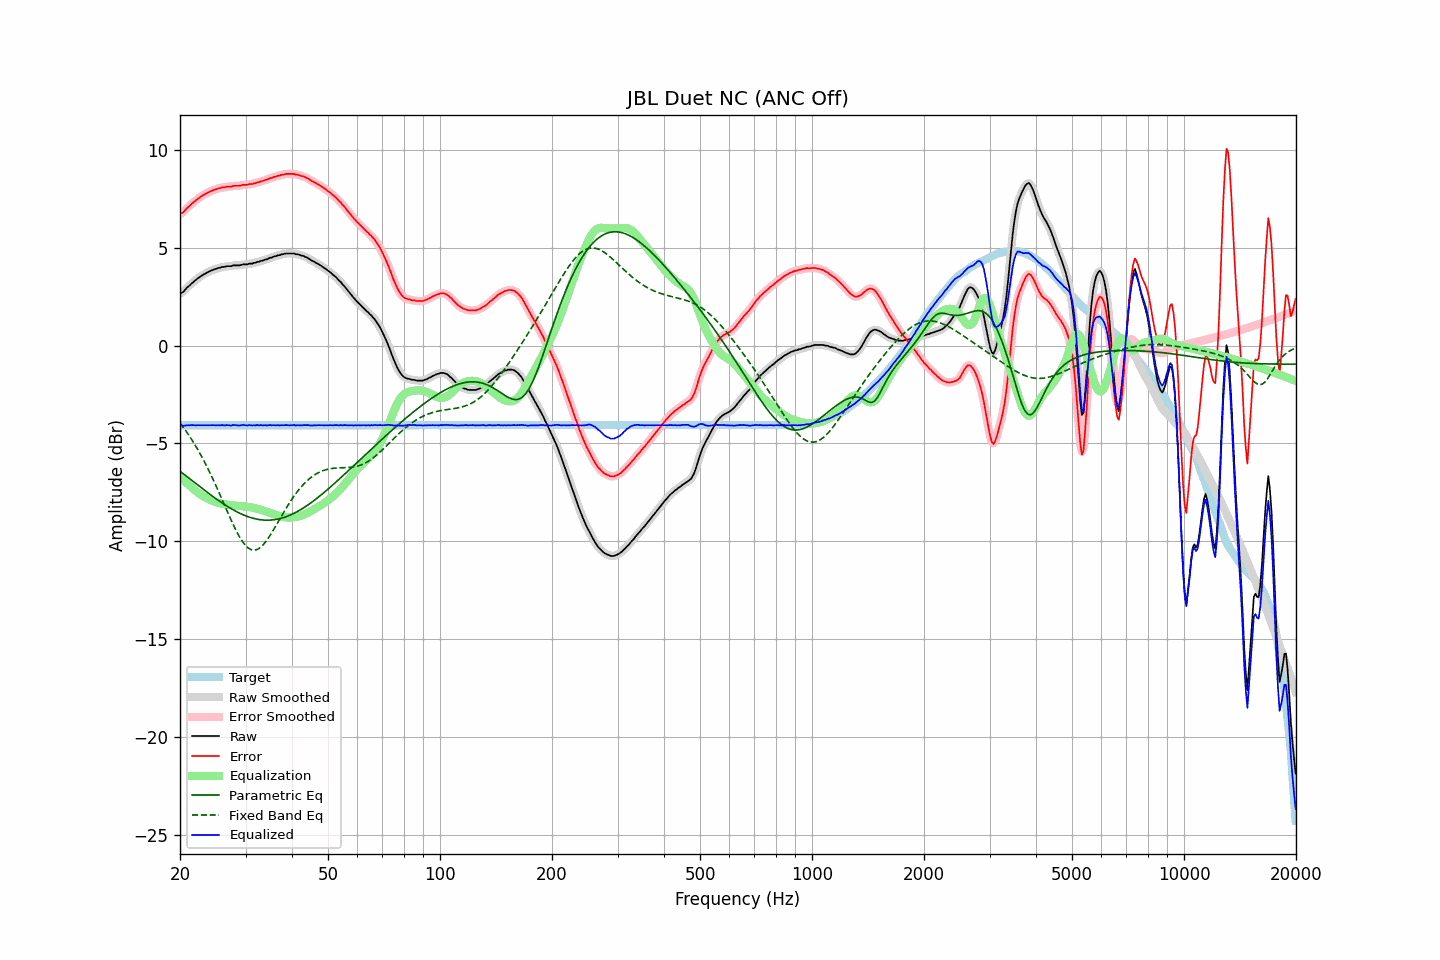 JBL Duet NC (ANC Off)
Amplitude (dBr)
10
5
0
−5
−10
−15
−20
−25
Target
Raw Smoothed
Error Smoothed
Raw
Error
Equalization
Parametric Eq
Fixed Band Eq
Equalized
20 50 100 200 500 1000 2000 5000 10000 20000
Frequency (Hz)